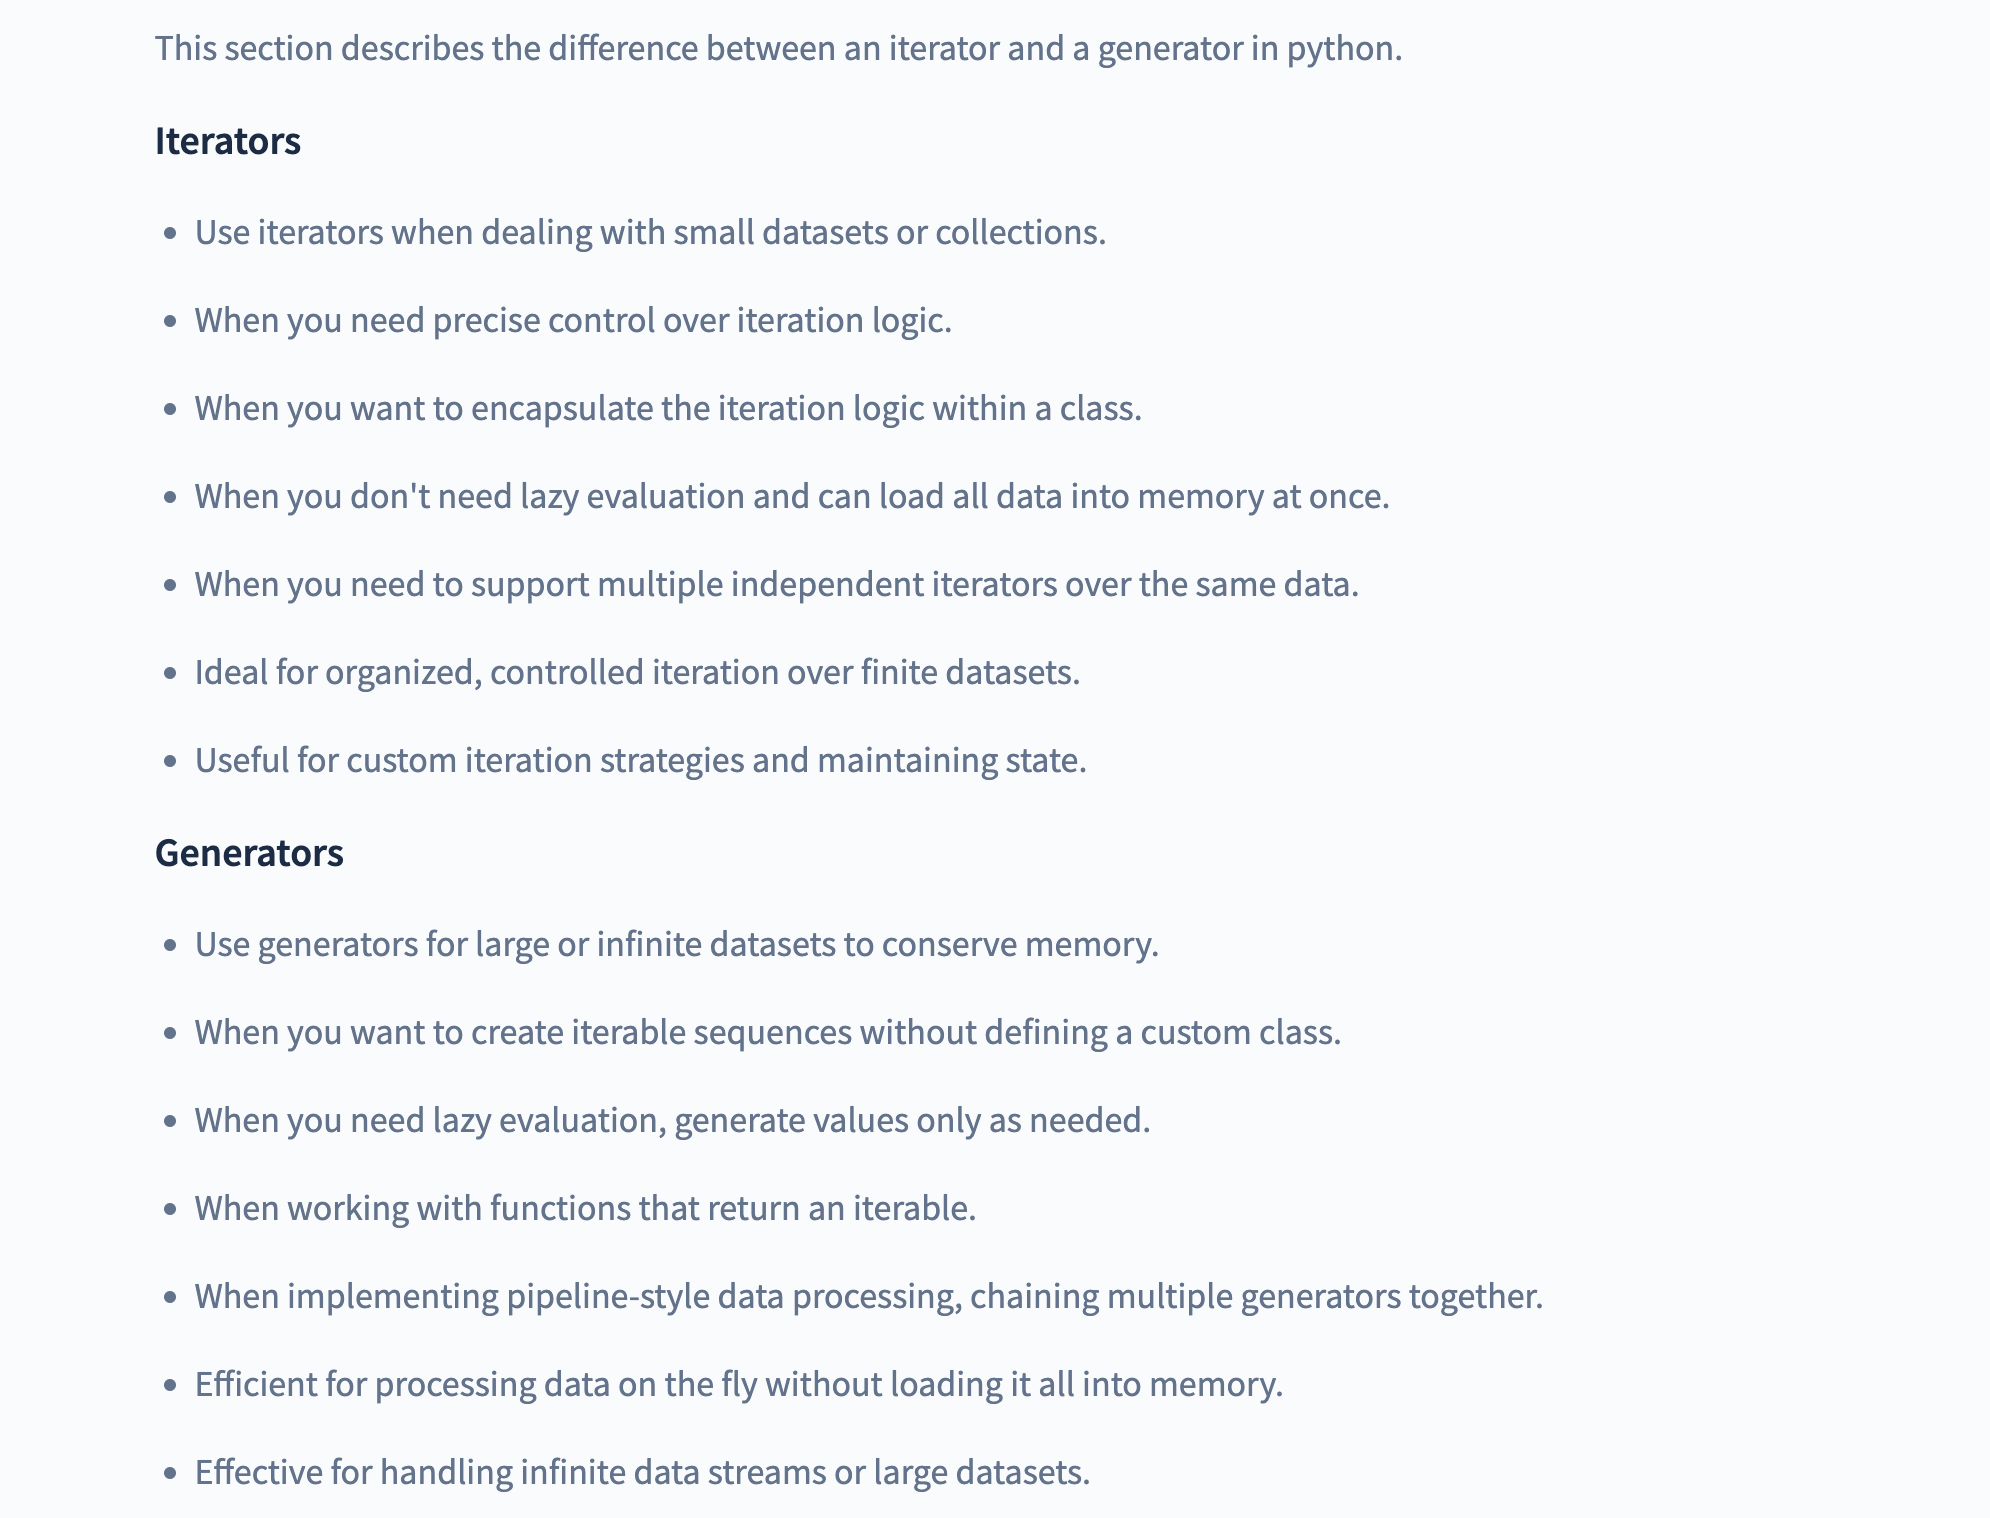 This section describes the difference between an iterator and a generator in python.
Iterators
• Use iterators when dealing with small datasets or collections.
• When you need precise control over iteration logic.
• When you want to encapsulate the iteration logic within a class.
• When you don't need lazy evaluation and can load all data into memory at once.
• When you need to support multiple independent iterators over the same data.
• Ideal for organized, controlled iteration over finite datasets.
• Useful for custom iteration strategies and maintaining state.
Generators
• Use generators for large or infinite datasets to conserve memory.
• When you want to create iterable sequences without defining a custom class.
• When you need lazy evaluation, generate values only as needed.
• When working with functions that return an iterable.
• When implementing pipeline-style data processing, chaining multiple generators together.
• Efficient for processing data on the fly without loading it all into memory.
• Effective for handling infinite data streams or large datasets.